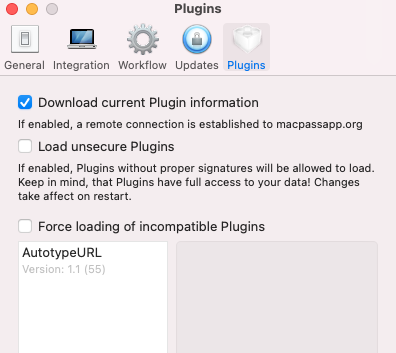 Plugins
General Integration Workflow Updates Plugins
Download current Plugin information
If enabled, a remote connection is established to macpassapp.org
Load unsecure Plugins
If enabled, Plugins without proper signatures will be allowed to load.
Keep in mind, that Plugins have full access to your data! Changes
take affect on restart.
Force loading of incompatible Plugins
AutotypeURL
Version: 1.1 (55)